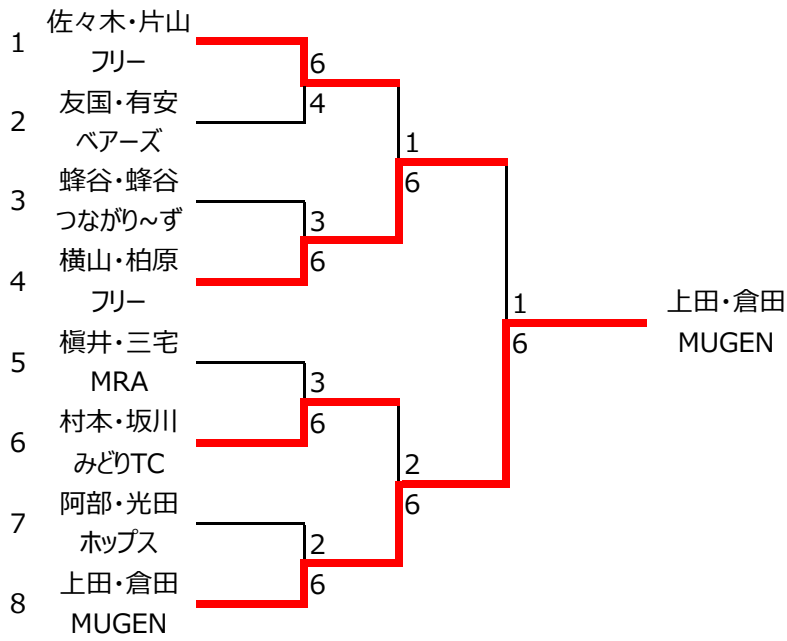 1
佐々木・片山
フリー
2
友国・有安
ベアーズ
3
蜂谷・蜂谷
つながり~ず
4
横山・柏原
フリー
5
槇井・三宅
MRA
6
村本・坂川
みどりTC
7
阿部・光田
ホップス
8
上田・倉田
MUGEN
6
4
3
6
3
6
2
6
1
6
2
6
1
6
上田・倉田
MUGEN